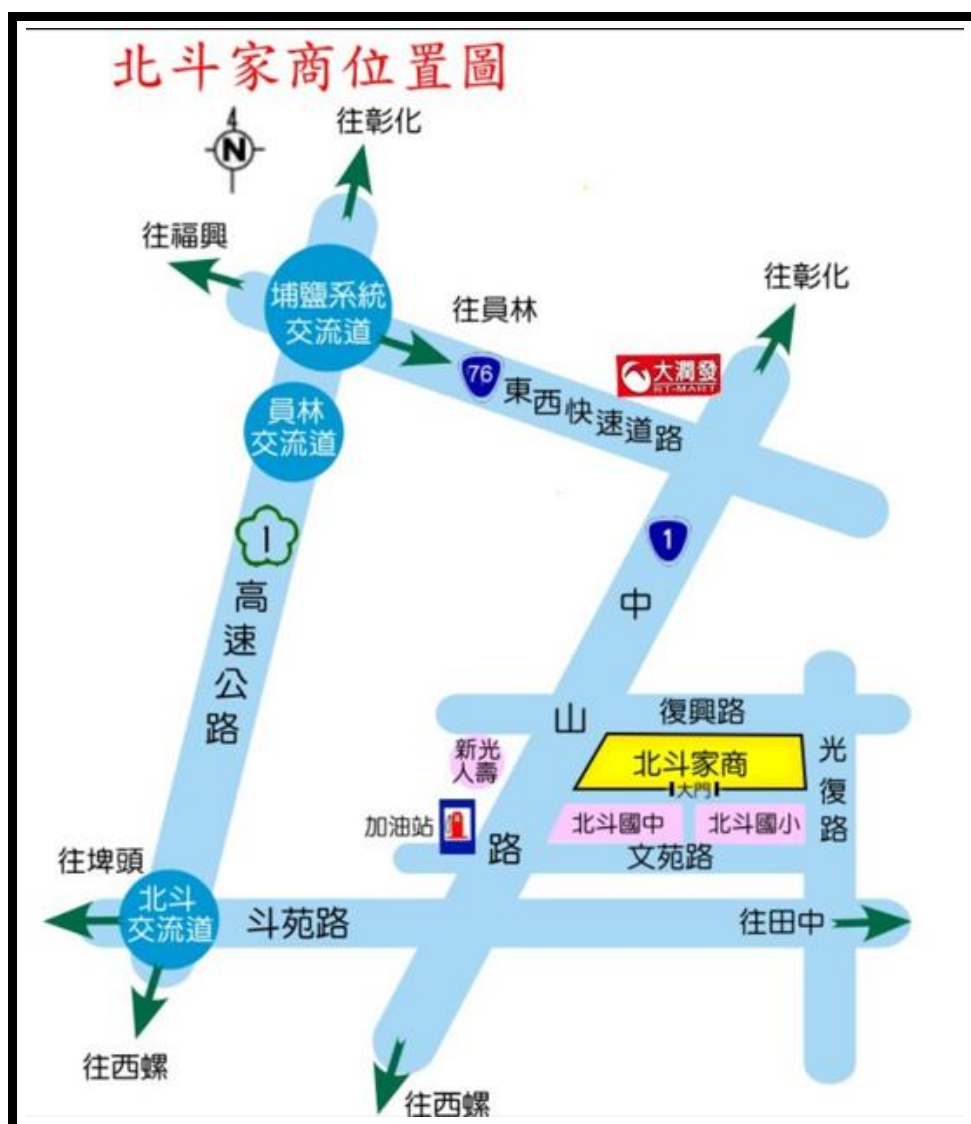 北斗家商位置圖
4
N
往彰化
往福興
埔鹽系統
交流道
往員林
往彰化
76
東西快速道路
大潤發
RT-MART
員林
交流道
1
高速公路
1
中山路
復興路
新光
人壽
北斗家商
大門
光復路
加油站
北斗國中
北斗國小
文苑路
往埤頭
北斗
交流道
斗苑路
往田中
往西螺
往西螺